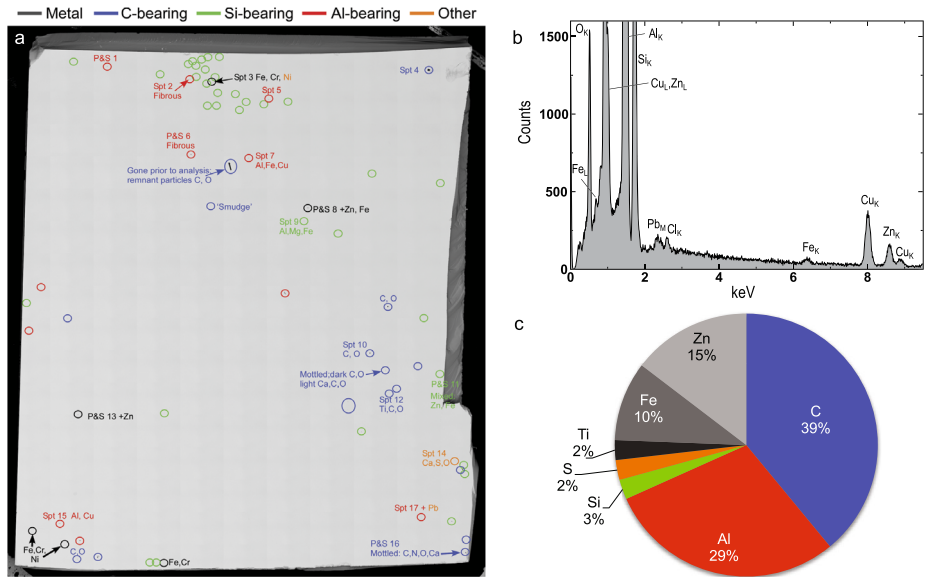 Metal C-bearing Si-bearing Al-bearing Other
a
P&S 1
Spt 2
Fibrous
Spt 3 Fe, Cr, Ni
Spt 4
Spt 5
P&S 6
Fibrous
Spt 7
Al,Fe,Cu
Gone prior to analysis;
remnant particles C, O
'Smudge'
P&S 8 +Zn, Fe
Spt 9
Al,Mg,Fe
C, O
Spt 10
C, O
Mottled;dark C,O
light Ca,C,O
Spt 12
Ti,C,O
P&S 13 +Zn
Spt 14
Ca,S,O
Spt 15 Al, Cu
Fe,Cr,
Ni
C,O
Fe,Cr
Spt 17 + Pb
P&S 16
Mottled: C,N,O,Ca
b
Counts
1500
1000
500
0
0 2 4 6 8
keV
OK
AlK
SiK
CuL,ZnL
FeL
PbM ClK
FeK
CuK
ZnK
CuK
c
Zn
15%
Fe
10%
Ti
2%
S
2%
Si
3%
Al
29%
C
39%